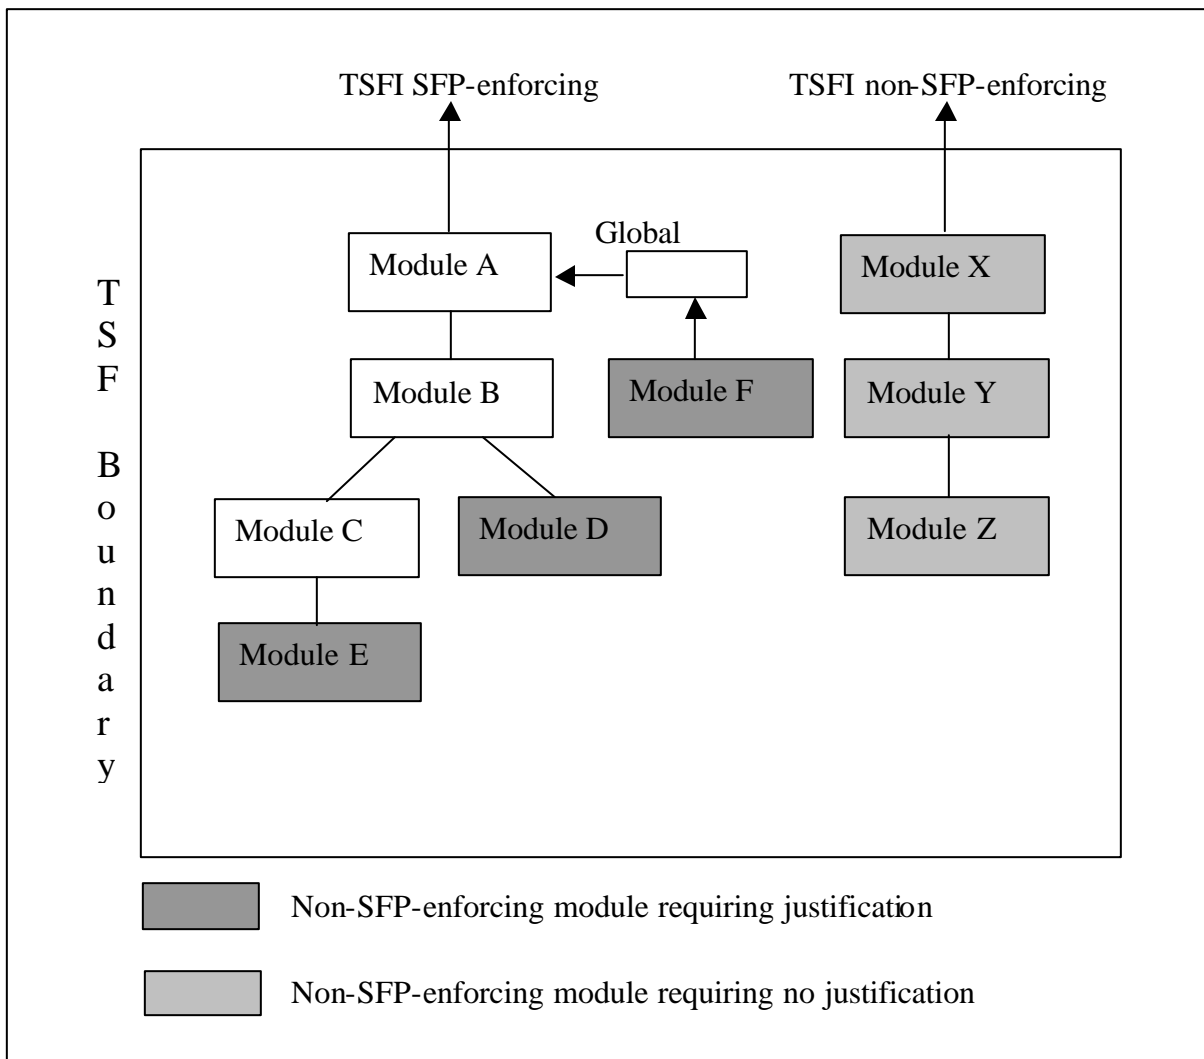 TSFI SFP-enforcing
TSFI non-SFP-enforcing
Global
Module A
Module X
Module B
Module F
Module Y
Module C
Module D
Module Z
Module E
T
S
F
B
o
u
n
d
a
r
y
Non-SFP-enforcing module requiring justification
Non-SFP-enforcing module requiring no justification